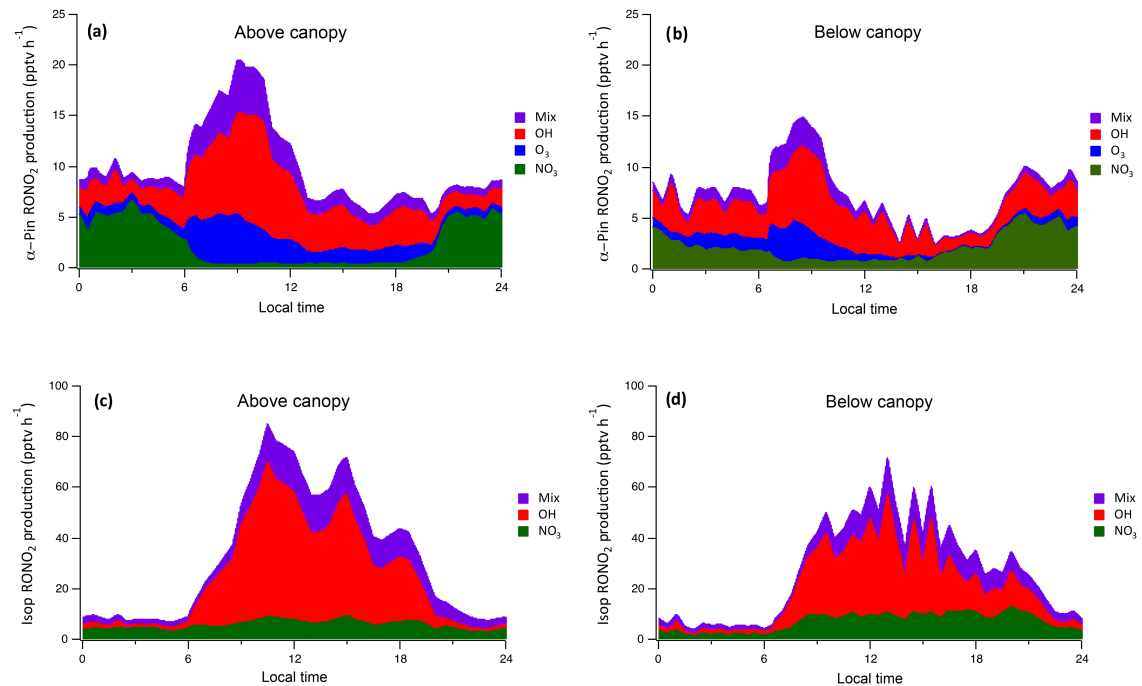 (a)
Above canopy
α−Pin RONO₂ production (pptv h⁻¹)
25
20
15
10
5
0
0
6
12
18
24
Local time
Mix
OH
O₃
NO₃
(b)
Below canopy
α−Pin RONO₂ production (pptv h⁻¹)
25
20
15
10
5
0
0
6
12
18
24
Local time
Mix
OH
O₃
NO₃
(c)
Above canopy
Isop RONO₂ production (pptv h⁻¹)
100
80
60
40
20
0
0
6
12
18
24
Local time
Mix
OH
NO₃
(d)
Below canopy
Isop RONO₂ production (pptv h⁻¹)
100
80
60
40
20
0
0
6
12
18
24
Local time
Mix
OH
NO₃